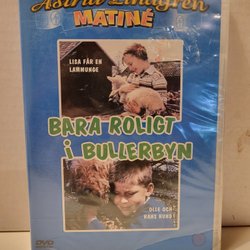 Astrid Lindgren
MATINÉ
LISA FÅR EN
LAMMUNGE
BARA ROLIGT
i BULLERBYN
OLLE OCH
HANS HUND
DVD